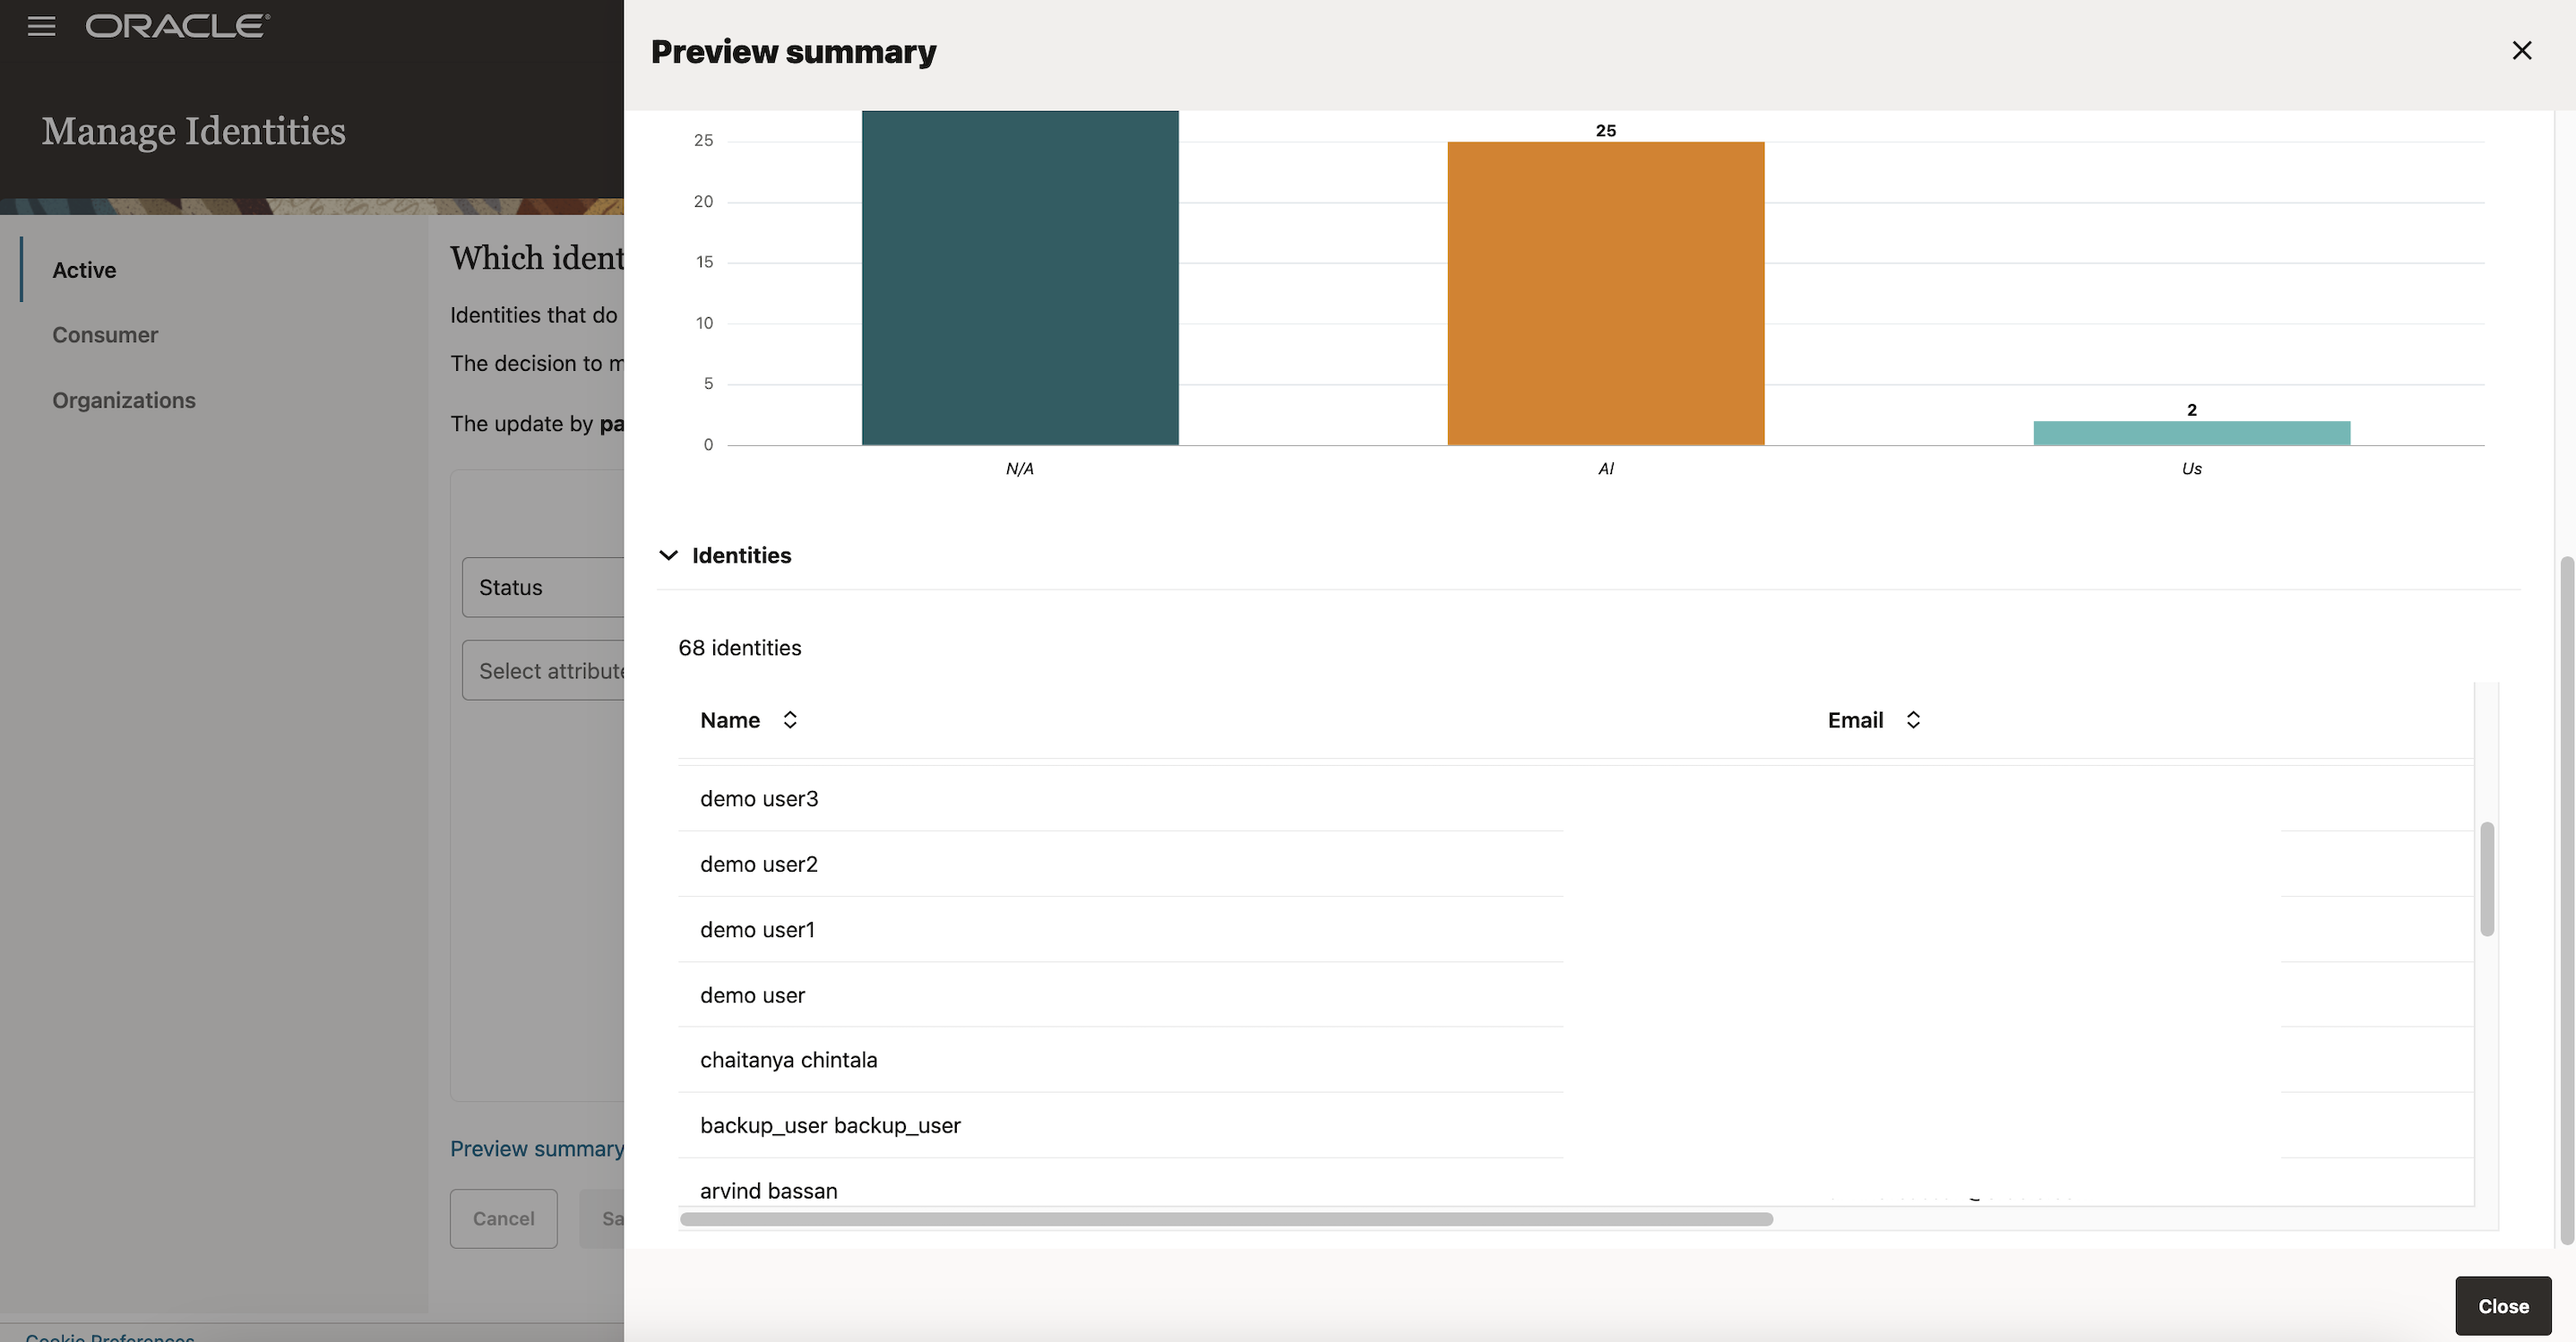 ORACLE
Manage Identities
Active
Consumer
Organizations
Which ident
Identities that do
The decision to m
The update by pa
Status
Select attribute
Preview summary
Cancel
Sa
Cookie Preferences
Preview summary
25
20
15
10
5
0
25
2
N/A
Us
Identities
68 identities
Name
Email
demo user3
demo user2
demo user1
demo user
chaitanya chintala
backup_user backup_user
arvind bassan
Close